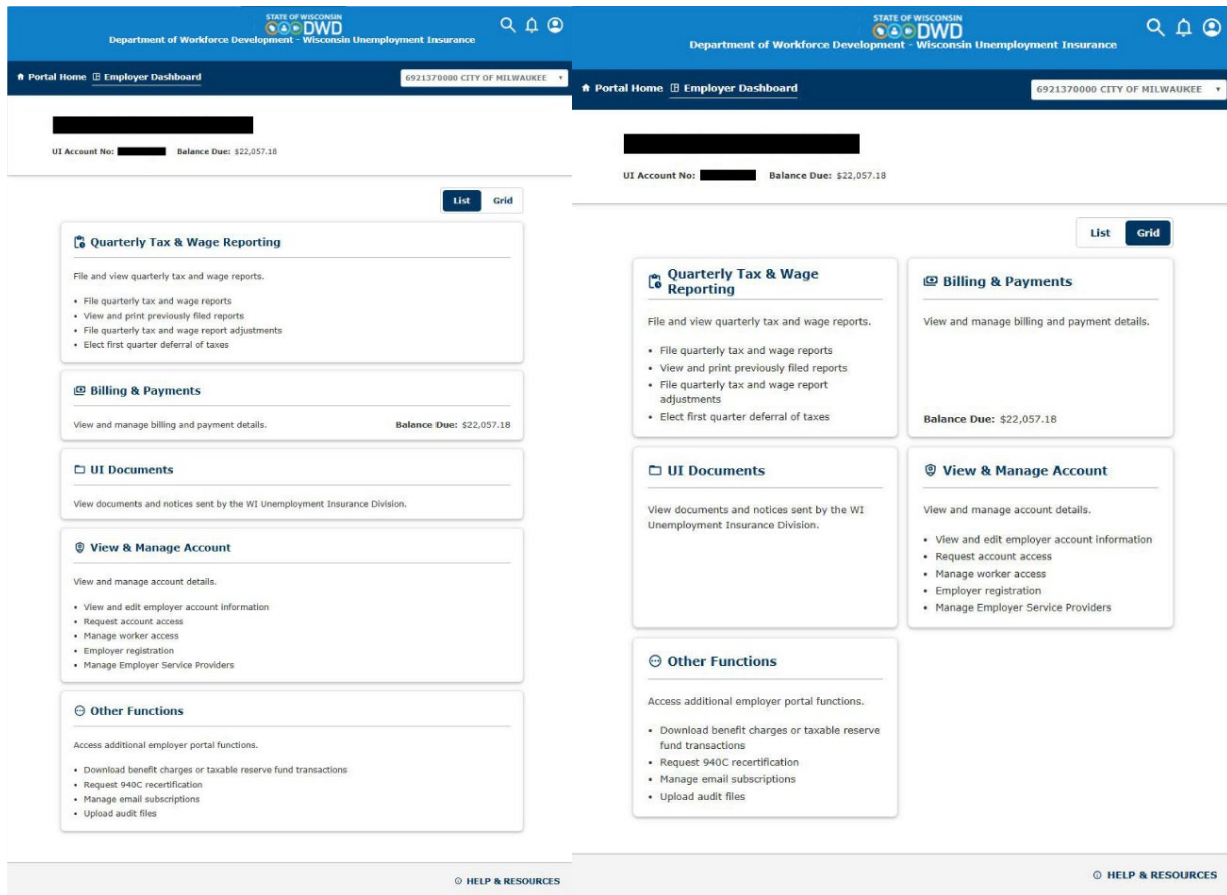 STATE OF WISCONSIN
DWD
Department of Workforce Development - Wisconsin Unemployment Insurance
Portal Home Employer Dashboard
6921370000 CITY OF MILWAUKEE
UI Account No: Balance Due: $22,057.18
List Grid
Quarterly Tax & Wage Reporting
File and view quarterly tax and wage reports.
• File quarterly tax and wage reports
• View and print previously filed reports
• File quarterly tax and wage report adjustments
• Elect first quarter deferral of taxes
Billing & Payments
View and manage billing and payment details. Balance Due: $22,057.18
UI Documents
View documents and notices sent by the WI Unemployment Insurance Division.
View & Manage Account
View and manage account details.
• View and edit employer account information
• Request account access
• Manage worker access
• Employer registration
• Manage Employer Service Providers
Other Functions
Access additional employer portal functions.
• Download benefit charges or taxable reserve fund transactions
• Request 940C recertification
• Manage email subscriptions
• Upload audit files
HELP & RESOURCES
STATE OF WISCONSIN
DWD
Department of Workforce Development - Wisconsin Unemployment Insurance
Portal Home Employer Dashboard
6921370000 CITY OF MILWAUKEE
UI Account No: Balance Due: $22,057.18
List Grid
Quarterly Tax & Wage
Reporting
File and view quarterly tax and wage reports.
• File quarterly tax and wage reports
• View and print previously filed reports
• File quarterly tax and wage report
adjustments
• Elect first quarter deferral of taxes
Billing & Payments
View and manage billing and payment details.
Balance Due: $22,057.18
UI Documents
View documents and notices sent by the WI
Unemployment Insurance Division.
View & Manage Account
View and manage account details.
• View and edit employer account information
• Request account access
• Manage worker access
• Employer registration
• Manage Employer Service Providers
Other Functions
Access additional employer portal functions.
• Download benefit charges or taxable reserve
fund transactions
• Request 940C recertification
• Manage email subscriptions
• Upload audit files
HELP & RESOURCES